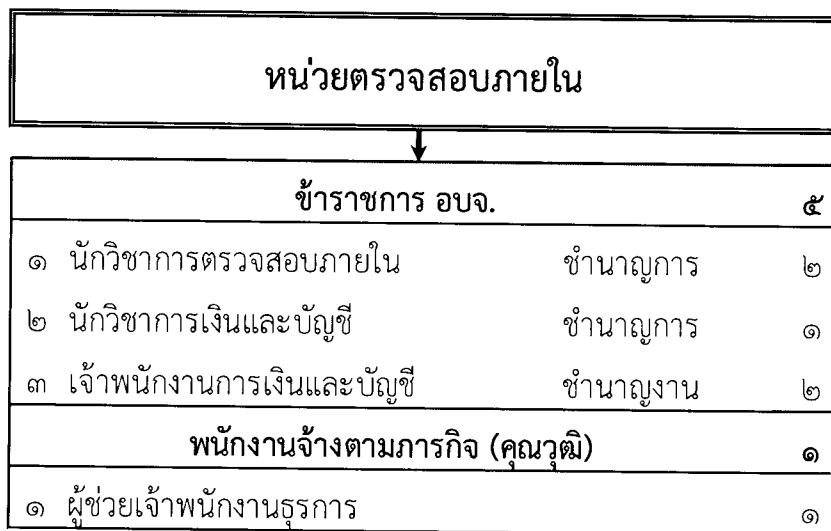 หน่วยตรวจสอบภายใน
ข้าราชการ อบจ. ๕
๑ นักวิชาการตรวจสอบภายใน ชำนาญการ ๒
๒ นักวิชาการเงินและบัญชี ชำนาญการ ๑
๓ เจ้าพนักงานการเงินและบัญชี ชำนาญงาน ๒
พนักงานจ้างตามภารกิจ (คุณวุฒิ) ๑
๑ ผู้ช่วยเจ้าพนักงานธุรการ ๑